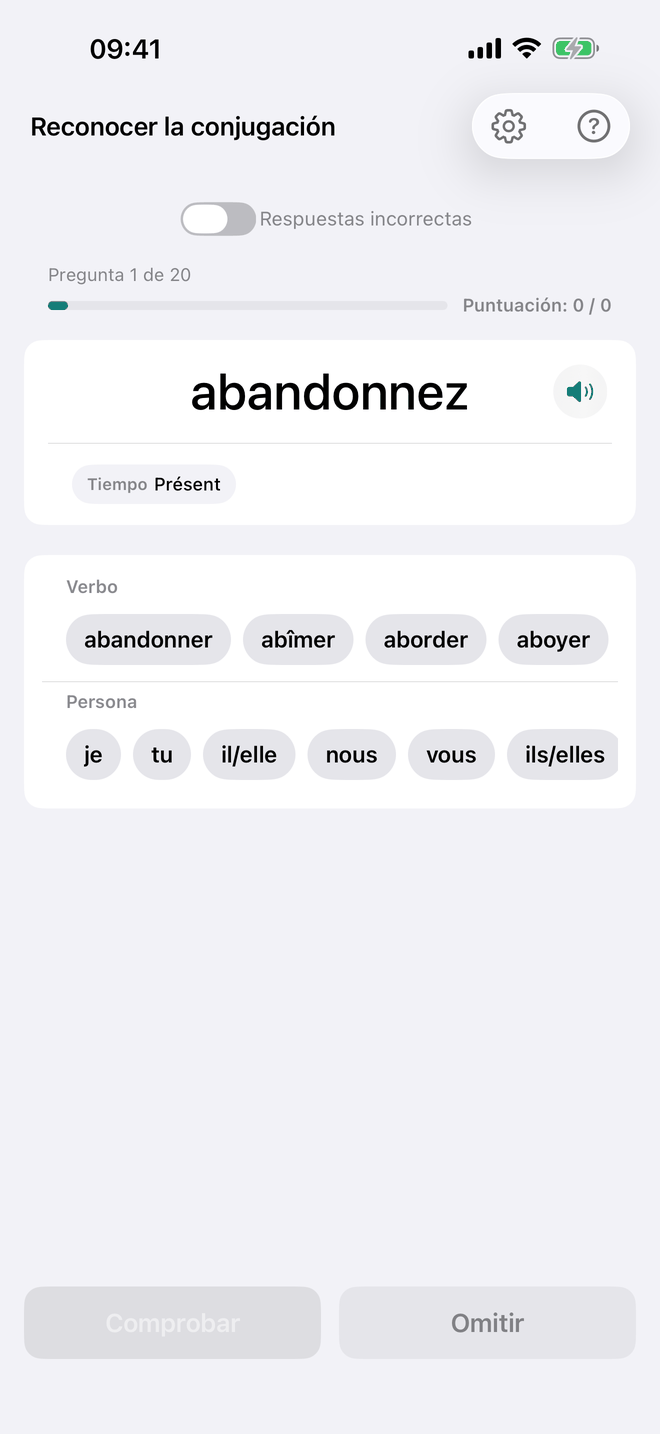 09:41
Reconocer la conjugación
Respuestas incorrectas
Pregunta 1 de 20
Puntuación: 0 / 0
abandonnez
Tiempo Présent
Verbo
abandonner abîmer aborder aboyer
Persona
je tu il/elle nous vous ils/elles
Comprobar Omitir